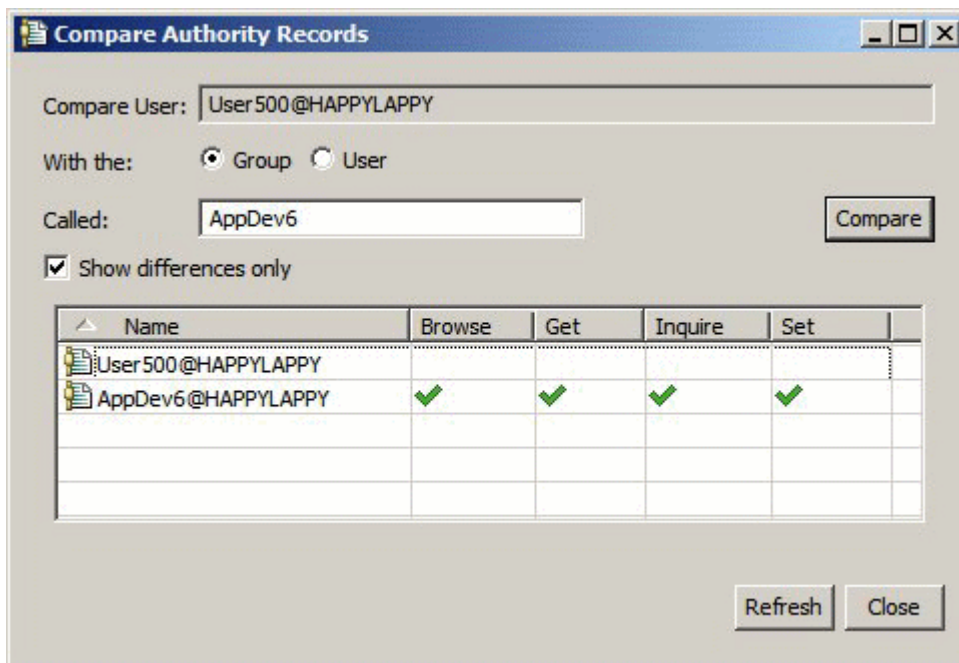 Compare Authority Records
Compare User: User500@HAPPYLAPPY
With the: Group User
Called: AppDev6 Compare
Show differences only
Name Browse Get Inquire Set
User500@HAPPYLAPPY
AppDev6@HAPPYLAPPY
Refresh Close